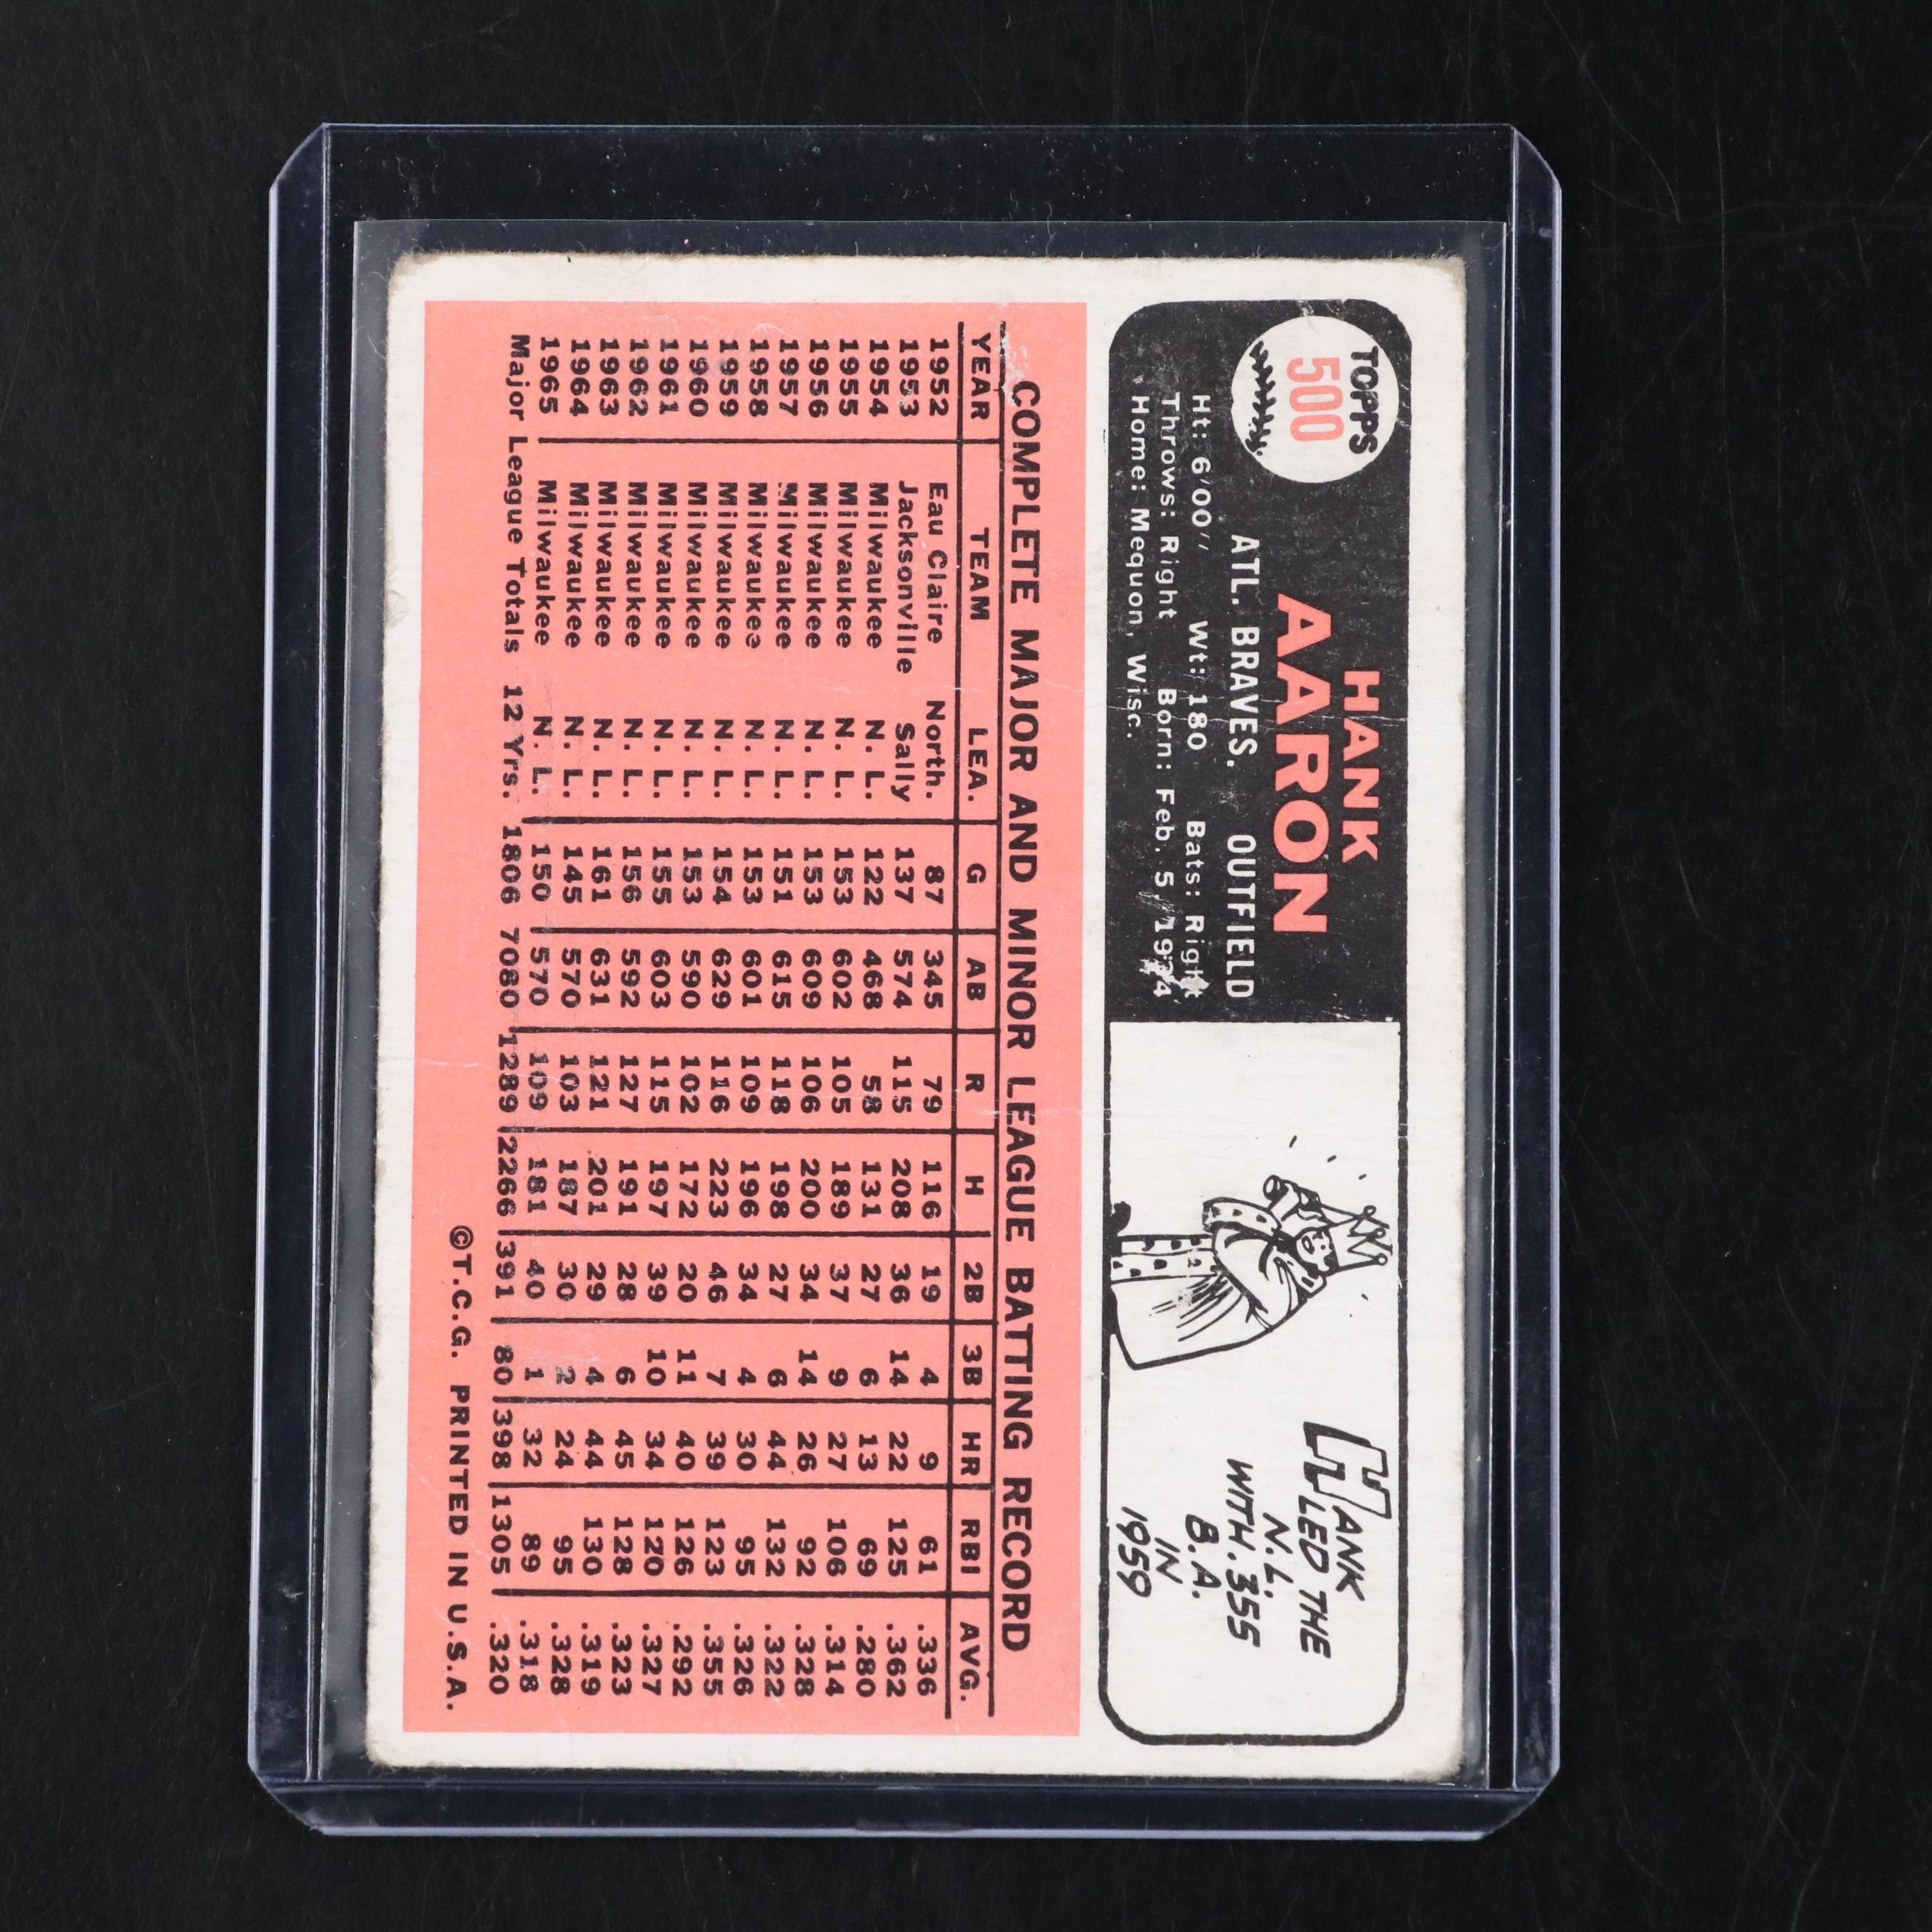 TOPPS
500
HANK
AARON
ATL. BRAVES. OUTFIELD
Ht: 6'00" Wt: 180 Bats: Right
Throws: Right Born: Feb. 5, 19 4
Home: Mequon, Wisc.
HANK
LED THE
N.L.
WITH .355
B.A.
IN
1959
COMPLETE MAJOR AND MINOR LEAGUE BATTING RECORD
YEAR TEAM LEA. G AB R H 2B 3B HR RBI AVG.
1952 Eau Claire North. 87 345 79 116 19 4 9 61 .336
1953 Jacksonville Sally 137 574 115 208 36 14 22 125 .362
1954 Milwaukee N. L. 122 468 58 131 27 6 13 69 .280
1955 Milwaukee N. L. 153 602 105 189 37 9 27 106 .314
1956 Milwaukee N. L. 153 609 106 200 34 14 26 92 .328
1957 Milwaukee N. L. 151 615 118 198 27 6 44 132 .322
1958 Milwaukee N. L. 153 601 109 196 34 4 30 95 .326
1959 Milwaukee N. L. 154 629 116 223 46 7 39 123 .355
1960 Milwaukee N. L. 153 590 102 172 20 11 40 126 .292
1961 Milwaukee N. L. 155 603 115 197 39 10 34 120 .327
1962 Milwaukee N. L. 156 592 127 191 28 6 45 128 .323
1963 Milwaukee N. L. 161 631 121 201 29 4 44 130 .319
1964 Milwaukee N. L. 145 570 103 187 30 2 24 95 .328
1965 Milwaukee N. L. 150 570 109 181 40 1 32 89 .318
Major League Totals 12 Yrs. 1806 7080 1289 2266 391 80 398 1305 .320
©T.C.G. PRINTED IN U.S.A.